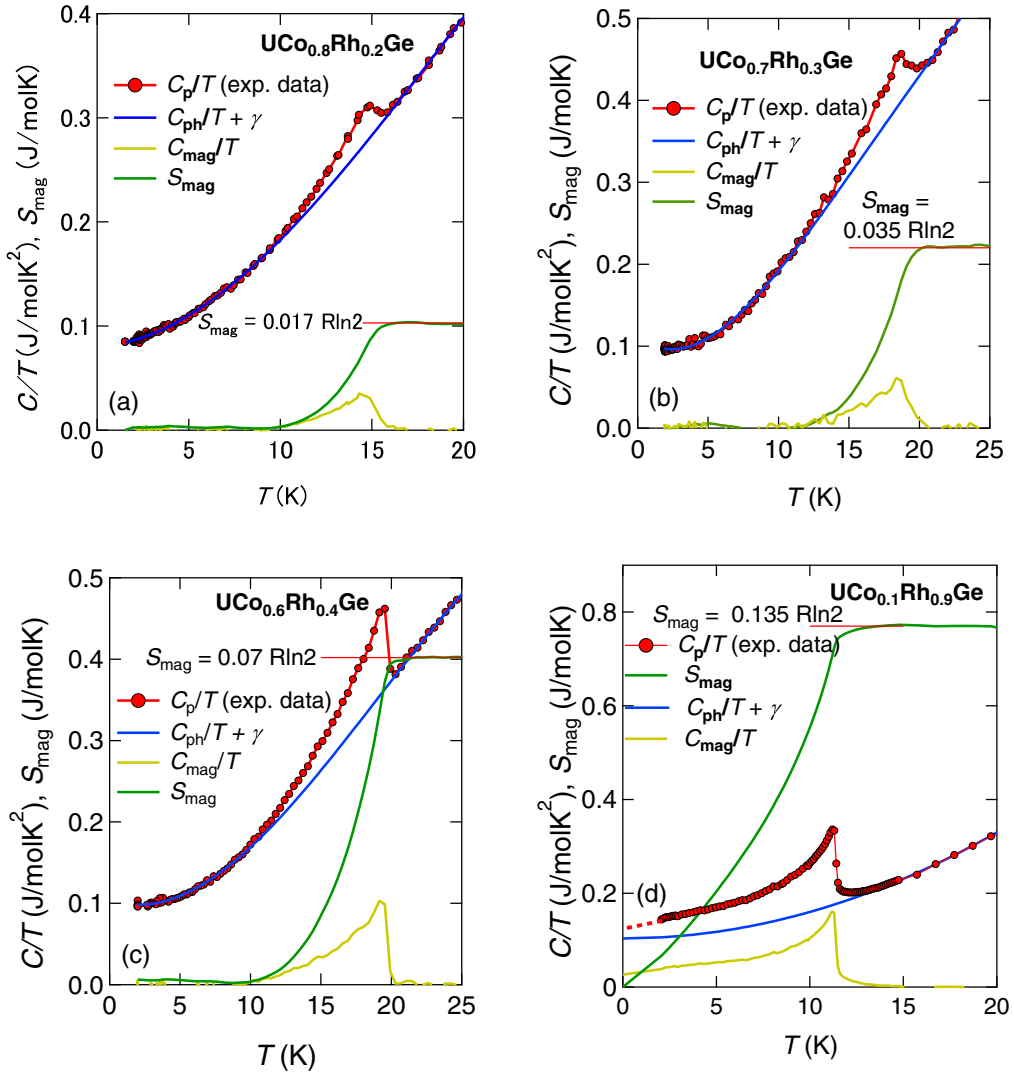 UCo0.8Rh0.2Ge
Cp/T (exp. data)
Cph/T + γ
Cmag/T
Smag
Smag = 0.017 Rln2
(a)
0.4
0.3
0.2
0.1
0.0
0 5 10 15 20
C/T (J/molK2), Smag (J/molK)
T (K)
UCo0.7Rh0.3Ge
Cp/T (exp. data)
Cph/T + γ
Cmag/T
Smag
Smag =
0.035 Rln2
(b)
0.5
0.4
0.3
0.2
0.1
0.0
0 5 10 15 20 25
C/T (J/molK2), Smag (J/molK)
T (K)
UCo0.6Rh0.4Ge
Smag = 0.07 Rln2
Cp/T (exp. data)
Cph/T + γ
Cmag/T
Smag
(c)
0.5
0.4
0.3
0.2
0.1
0.0
0 5 10 15 20 25
C/T (J/molK2), Smag (J/molK)
T (K)
UCo0.1Rh0.9Ge
Smag = 0.135 Rln2
Cp/T (exp. data)
Smag
Cph/T + γ
Cmag/T
(d)
0.8
0.6
0.4
0.2
0
0 5 10 15 20
C/T (J/molK2), Smag (J/molK)
T (K)